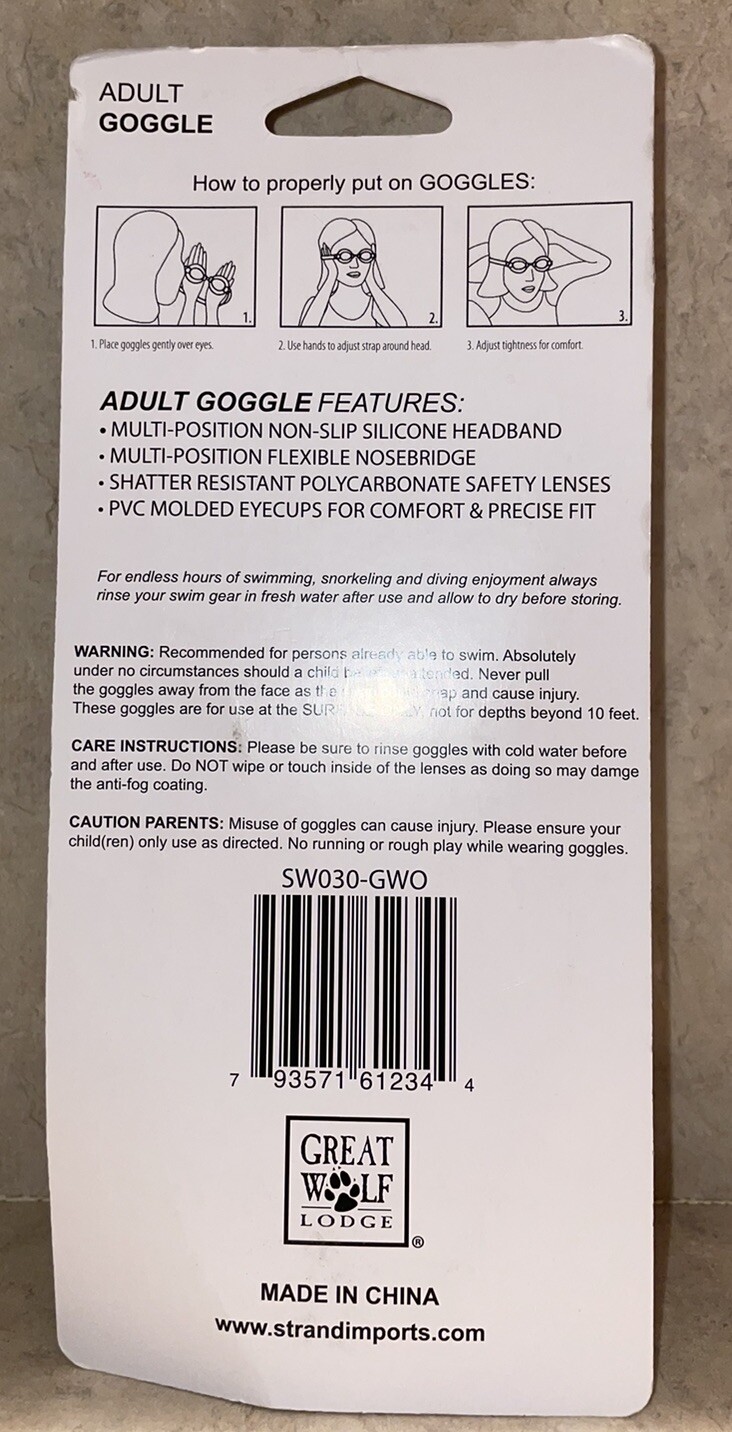 ADULT
GOGGLE
How to properly put on GOGGLES:
1.
2.
3.
1. Place goggles gently over eyes.
2. Use hands to adjust strap around head.
3. Adjust tightness for comfort.
ADULT GOGGLE FEATURES:
• MULTI-POSITION NON-SLIP SILICONE HEADBAND
• MULTI-POSITION FLEXIBLE NOSEBRIDGE
• SHATTER RESISTANT POLYCARBONATE SAFETY LENSES
• PVC MOLDED EYECUPS FOR COMFORT & PRECISE FIT
For endless hours of swimming, snorkeling and diving enjoyment always
rinse your swim gear in fresh water after use and allow to dry before storing.
WARNING: Recommended for persons already able to swim. Absolutely
under no circumstances should a child be Never pull
the goggles away from the face as and cause injury.
These goggles are for use at the not for depths beyond 10 feet.
CARE INSTRUCTIONS: Please be sure to rinse goggles with cold water before
and after use. Do NOT wipe or touch inside of the lenses as doing so may damge
the anti-fog coating.
CAUTION PARENTS: Misuse of goggles can cause injury. Please ensure your
child(ren) only use as directed. No running or rough play while wearing goggles.
SW030-GWO
7 93571 61234 4
GREAT
WOLF
LODGE
®
MADE IN CHINA
www.strandimports.com